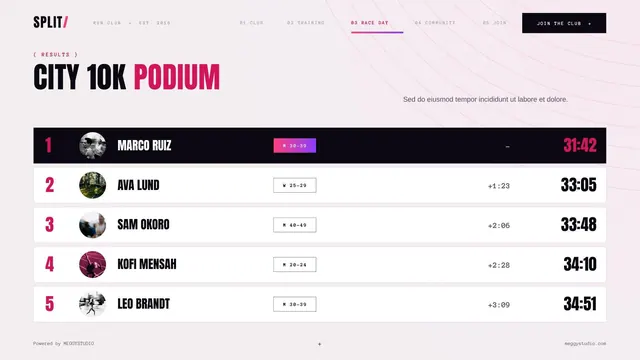 SPLIT/
RUN CLUB + EST. 2020
01 CLUB
02 TRAINING
03 RACE DAY
04 COMMUNITY
05 JOIN
JOIN THE CLUB +
( RESULTS )
CITY 10K PODIUM
Sed do eiusmod tempor incididunt ut labore et dolore.
1 MARCO RUIZ M 30-39 — 31:42
2 AVA LUND W 25-29 +1:23 33:05
3 SAM OKORO M 40-49 +2:06 33:48
4 KOFI MENSAH M 20-24 +2:28 34:10
5 LEO BRANDT M 30-39 +3:09 34:51
Powered by MEGGYSTUDIO
+
meggystudio.com